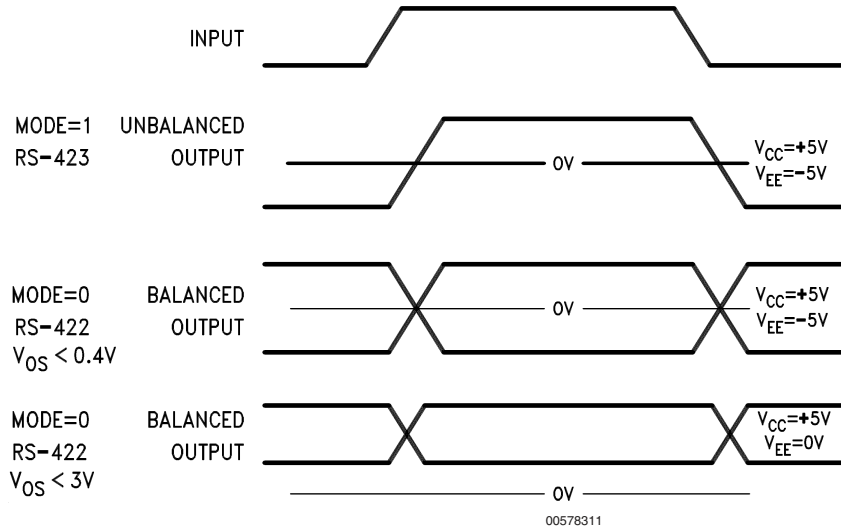 INPUT
MODE=1 UNBALANCED
RS-423 OUTPUT
0V
VCC=+5V
VEE=-5V
MODE=0 BALANCED
RS-422 OUTPUT
VOS < 0.4V
0V
VCC=+5V
VEE=-5V
MODE=0 BALANCED
RS-422 OUTPUT
VOS < 3V
VCC=+5V
VEE=0V
0V
00578311